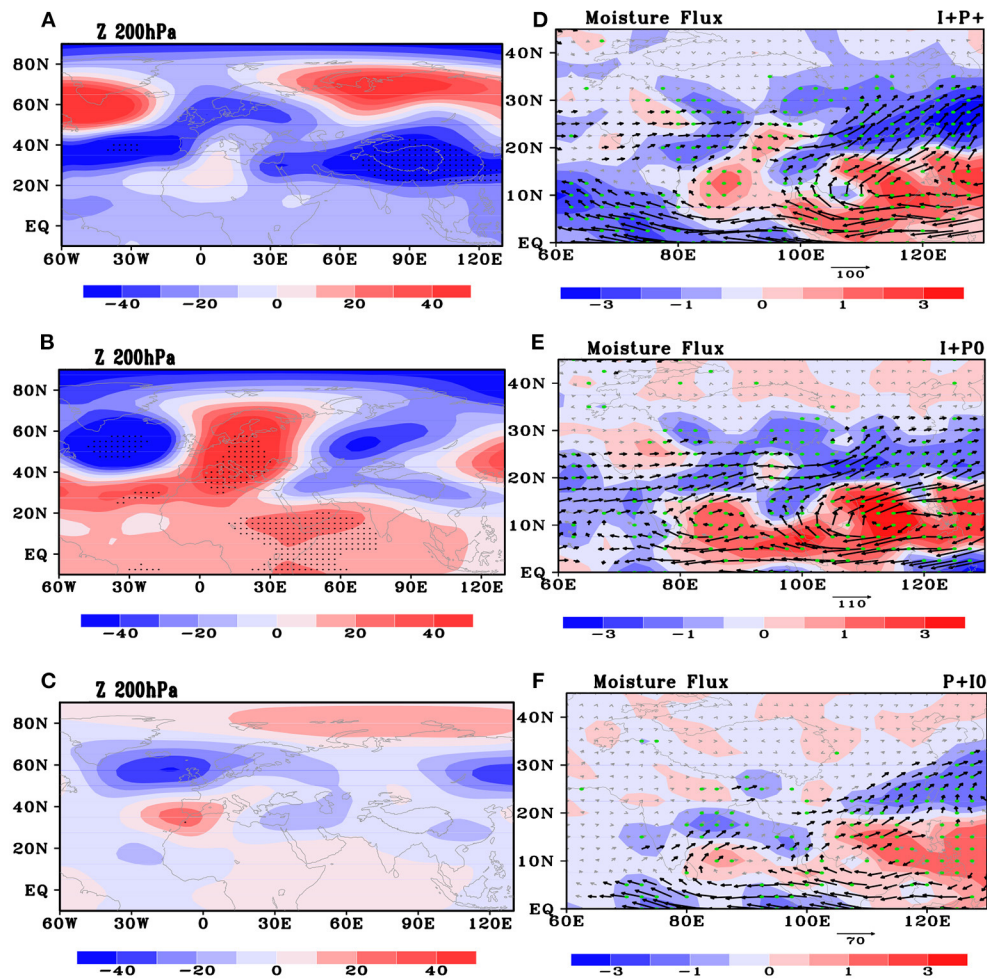 A Z 200hPa
80N
60N
40N
20N
EQ
60W 30W 0 30E 60E 90E 120E
-40 -20 0 20 40
D Moisture Flux I+P+
40N
30N
20N
10N
EQ
60E 80E 100E 120E
100
-3 -1 0 1 3
B Z 200hPa
80N
60N
40N
20N
EQ
60W 30W 0 30E 60E 90E 120E
-40 -20 0 20 40
E Moisture Flux I+P0
40N
30N
20N
10N
EQ
60E 80E 100E 120E
110
-3 -1 0 1 3
C Z 200hPa
80N
60N
40N
20N
EQ
60W 30W 0 30E 60E 90E 120E
-40 -20 0 20 40
F Moisture Flux P+I0
40N
30N
20N
10N
EQ
60E 80E 100E 120E
70
-3 -1 0 1 3